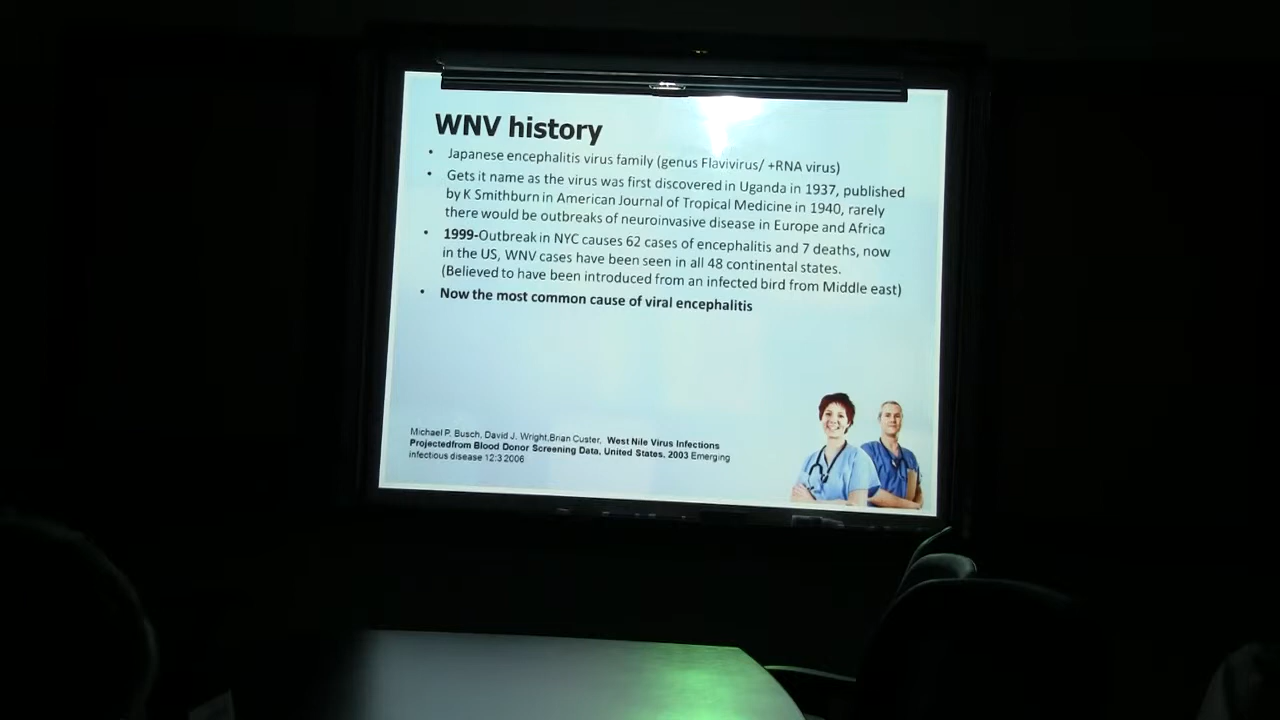 WNV history
• Japanese encephalitis virus family (genus Flavivirus/ +RNA virus)
• Gets it name as the virus was first discovered in Uganda in 1937, published
by K Smithburn in American Journal of Tropical Medicine in 1940, rarely
there would be outbreaks of neuroinvasive disease in Europe and Africa
• 1999-Outbreak in NYC causes 62 cases of encephalitis and 7 deaths, now
in the US, WNV cases have been seen in all 48 continental states.
(Believed to have been introduced from an infected bird from Middle east)
• Now the most common cause of viral encephalitis
Michael P. Busch, David J. Wright,Brian Custer, West Nile Virus Infections
Projectedfrom Blood Donor Screening Data, United States, 2003 Emerging
infectious disease 12:3 2006